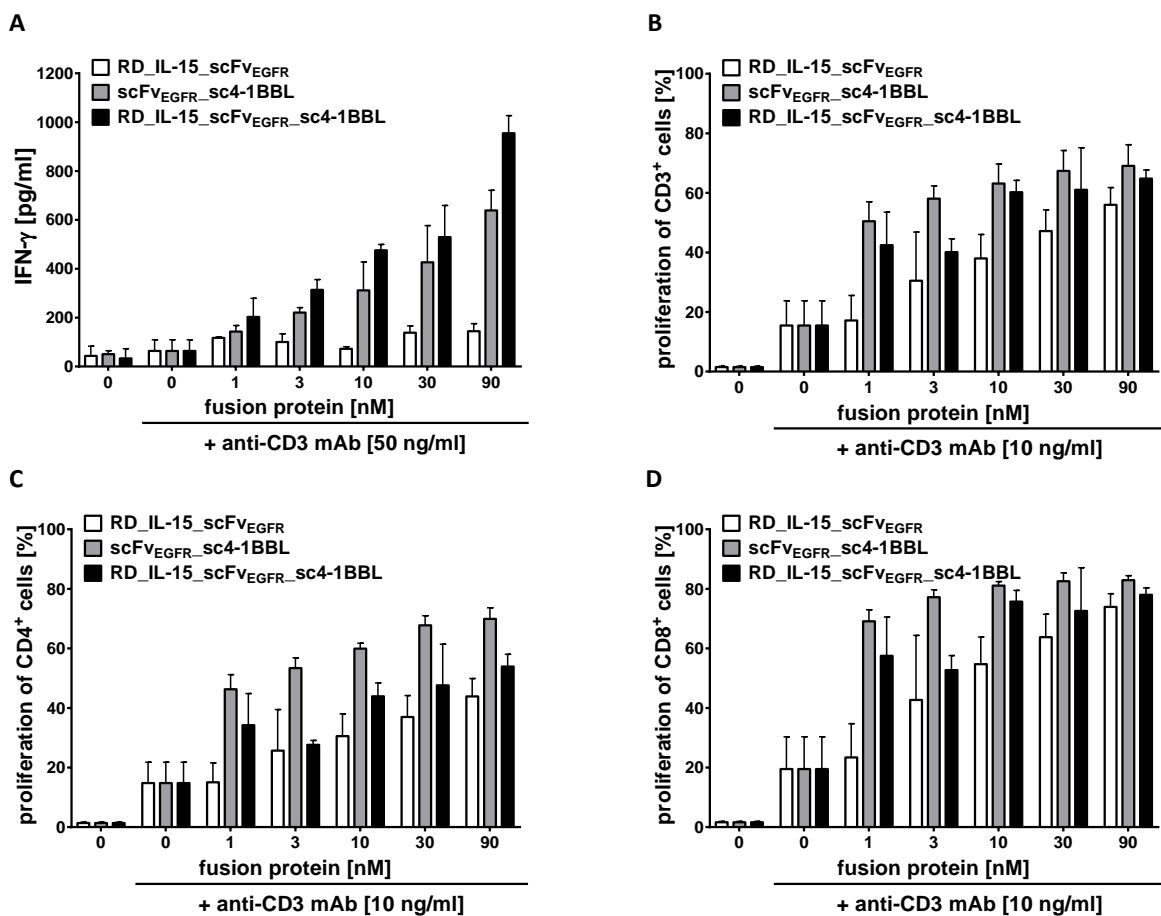 A
RD_IL-15_scFvEGFR
scFvEGFR_sc4-1BBL
RD_IL-15_scFvEGFR_sc4-1BBL
IFN-γ [pg/ml]
1200
1000
800
600
400
200
0
0 0 1 3 10 30 90
fusion protein [nM]
+ anti-CD3 mAb [50 ng/ml]
B
RD_IL-15_scFvEGFR
scFvEGFR_sc4-1BBL
RD_IL-15_scFvEGFR_sc4-1BBL
proliferation of CD3+ cells [%]
100
80
60
40
20
0
0 0 1 3 10 30 90
fusion protein [nM]
+ anti-CD3 mAb [10 ng/ml]
C
RD_IL-15_scFvEGFR
scFvEGFR_sc4-1BBL
RD_IL-15_scFvEGFR_sc4-1BBL
proliferation of CD4+ cells [%]
100
80
60
40
20
0
0 0 1 3 10 30 90
fusion protein [nM]
+ anti-CD3 mAb [10 ng/ml]
D
RD_IL-15_scFvEGFR
scFvEGFR_sc4-1BBL
RD_IL-15_scFvEGFR_sc4-1BBL
proliferation of CD8+ cells [%]
100
80
60
40
20
0
0 0 1 3 10 30 90
fusion protein [nM]
+ anti-CD3 mAb [10 ng/ml]